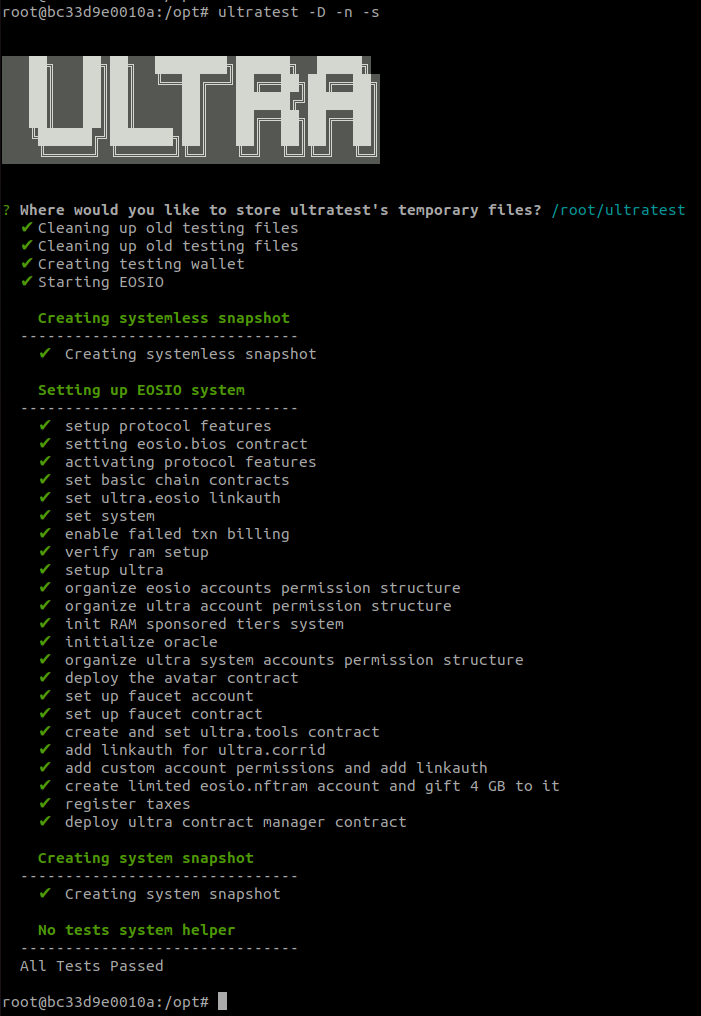 root@bc33d9e0010a:/opt# ultratest -D -n -s
ULTRA
? Where would you like to store ultratest's temporary files? /root/ultratest
✔ Cleaning up old testing files
✔ Cleaning up old testing files
✔ Creating testing wallet
✔ Starting EOSIO
Creating systemless snapshot
-------------------------------
✔ Creating systemless snapshot
Setting up EOSIO system
-------------------------------
✔ setup protocol features
✔ setting eosio.bios contract
✔ activating protocol features
✔ set basic chain contracts
✔ set ultra.eosio linkauth
✔ set system
✔ enable failed txn billing
✔ verify ram setup
✔ setup ultra
✔ organize eosio accounts permission structure
✔ organize ultra account permission structure
✔ init RAM sponsored tiers system
✔ initialize oracle
✔ organize ultra system accounts permission structure
✔ deploy the avatar contract
✔ set up faucet account
✔ set up faucet contract
✔ create and set ultra.tools contract
✔ add linkauth for ultra.corrid
✔ add custom account permissions and add linkauth
✔ create limited eosio.nftram account and gift 4 GB to it
✔ register taxes
✔ deploy ultra contract manager contract
Creating system snapshot
-------------------------------
✔ Creating system snapshot
No tests system helper
-------------------------------
All Tests Passed
root@bc33d9e0010a:/opt#